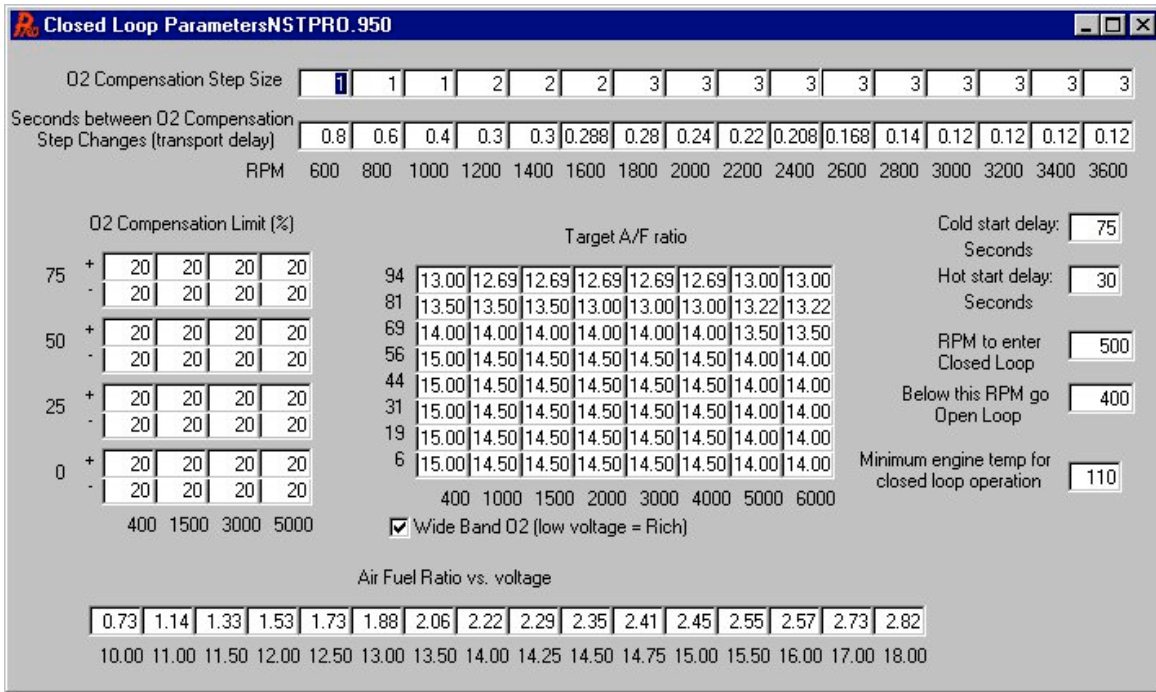 Closed Loop ParametersNSTPRO.950
O2 Compensation Step Size 1 1 1 2 2 2 3 3 3 3 3 3 3 3 3 3
Seconds between O2 Compensation
Step Changes (transport delay) 0.8 0.6 0.4 0.3 0.3 0.288 0.28 0.24 0.22 0.208 0.168 0.14 0.12 0.12 0.12 0.12
RPM 600 800 1000 1200 1400 1600 1800 2000 2200 2400 2600 2800 3000 3200 3400 3600
O2 Compensation Limit (%)
75 + 20 20 20 20
- 20 20 20 20
50 + 20 20 20 20
- 20 20 20 20
25 + 20 20 20 20
- 20 20 20 20
0 + 20 20 20 20
- 20 20 20 20
400 1500 3000 5000
Target A/F ratio
94 13.00 12.69 12.69 12.69 12.69 12.69 13.00 13.00
81 13.50 13.50 13.50 13.00 13.00 13.00 13.22 13.22
69 14.00 14.00 14.00 14.00 14.00 14.00 13.50 13.50
56 15.00 14.50 14.50 14.50 14.50 14.50 14.00 14.00
44 15.00 14.50 14.50 14.50 14.50 14.50 14.00 14.00
31 15.00 14.50 14.50 14.50 14.50 14.50 14.00 14.00
19 15.00 14.50 14.50 14.50 14.50 14.50 14.00 14.00
6 15.00 14.50 14.50 14.50 14.50 14.50 14.00 14.00
400 1000 1500 2000 3000 4000 5000 6000
Wide Band O2 (low voltage = Rich)
Cold start delay: 75
Seconds
Hot start delay: 30
Seconds
RPM to enter
Closed Loop 500
Below this RPM go
Open Loop 400
Minimum engine temp for
closed loop operation 110
Air Fuel Ratio vs. voltage
0.73 1.14 1.33 1.53 1.73 1.88 2.06 2.22 2.29 2.35 2.41 2.45 2.55 2.57 2.73 2.82
10.00 11.00 11.50 12.00 12.50 13.00 13.50 14.00 14.25 14.50 14.75 15.00 15.50 16.00 17.00 18.00